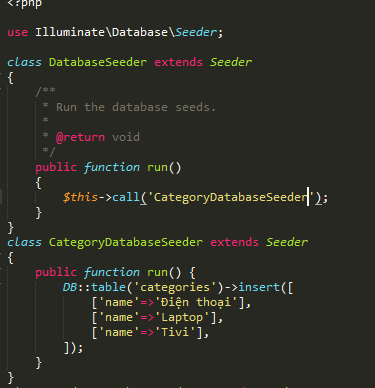 <?php
use Illuminate\Database\Seeder;
class DatabaseSeeder extends Seeder
{
/**
* Run the database seeds.
*
* @return void
*/
public function run()
{
$this->call('CategoryDatabaseSeeder');
}
}
class CategoryDatabaseSeeder extends Seeder
{
public function run() {
DB::table('categories')->insert([
['name'=>'Điện thoại'],
['name'=>'Laptop'],
['name'=>'Tivi'],
]);
}
}